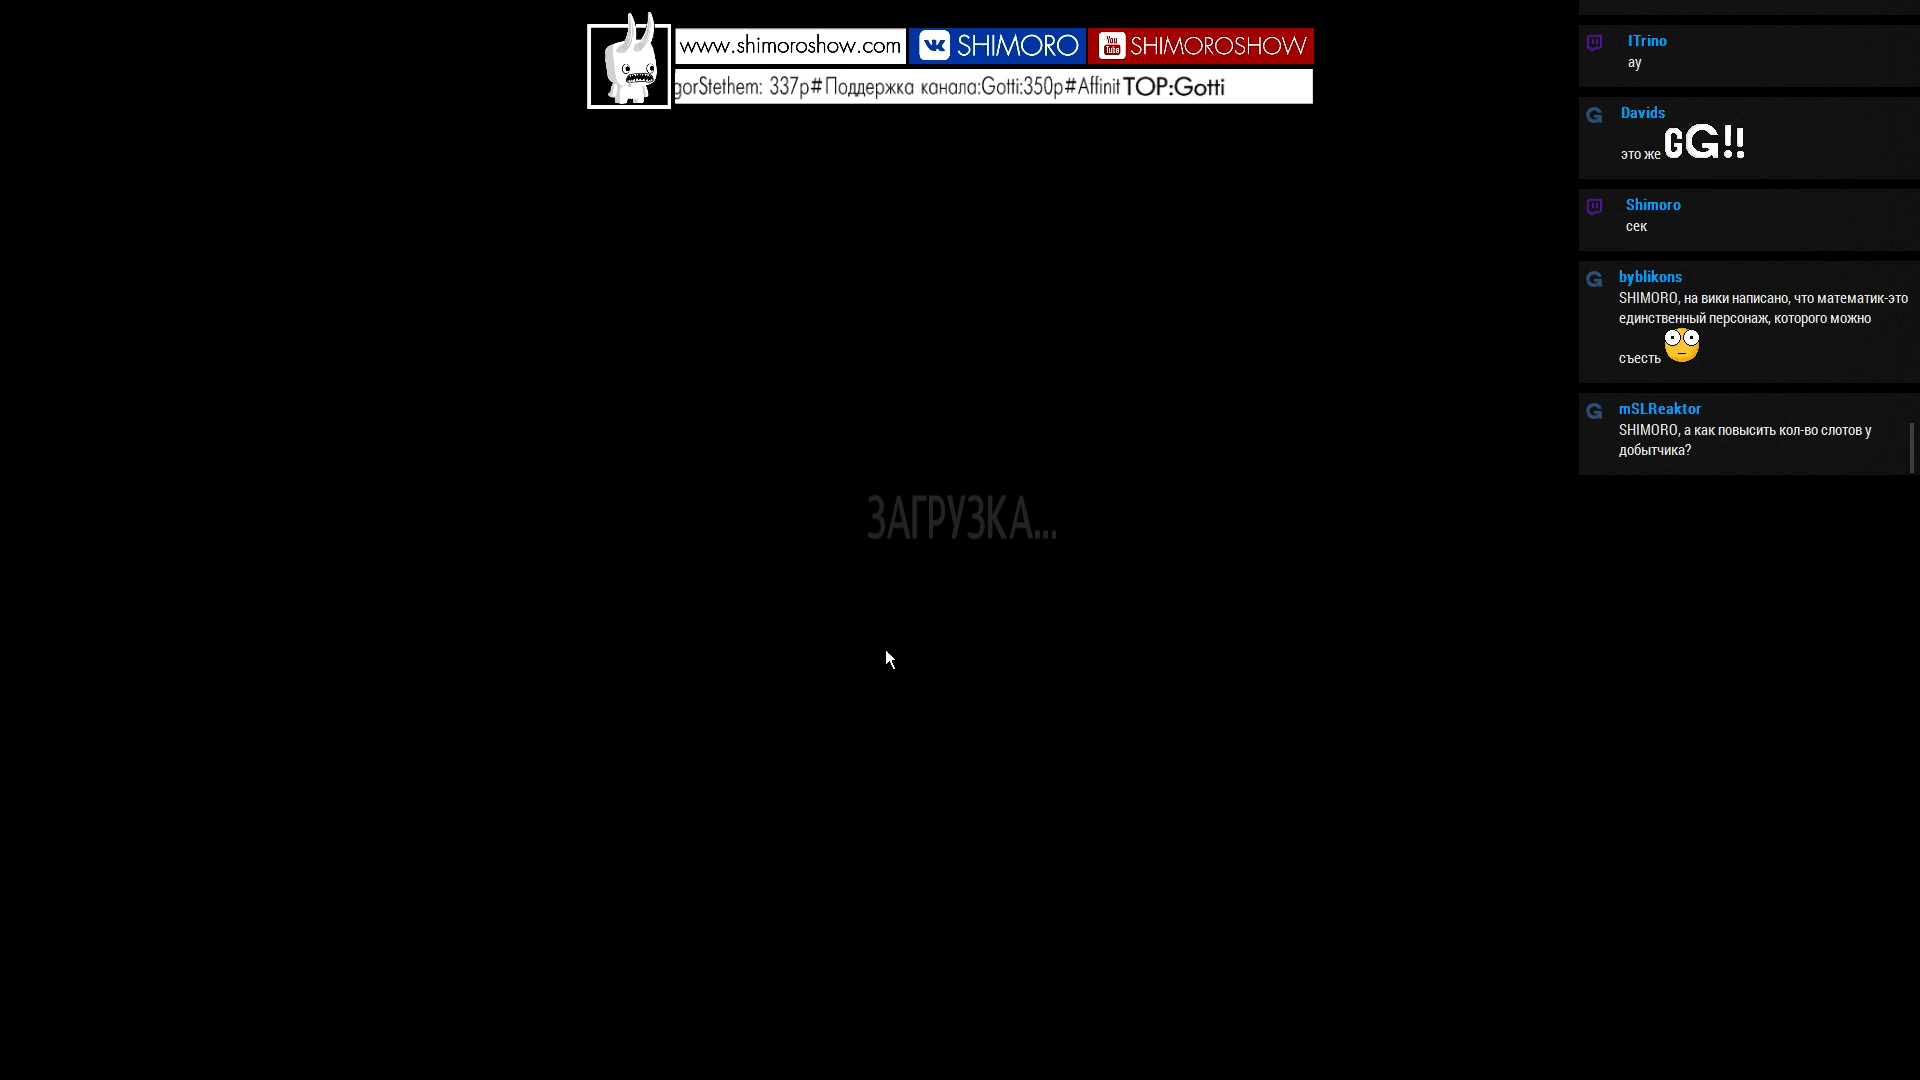 www.shimoroshow.com
SHIMORO
You Tube SHIMOROSHOW
gorStethem: 337р#Поддержка канала:Gotti:350р#Affinit
TOP:Gotti
ITrino
ау
Davids
это же GG!!
Shimoro
сек
byblikons
SHIMORO, на вики написано, что математик-это
единственный персонаж, которого можно
съесть
mSLReaktor
SHIMORO, а как повысить кол-во слотов у
добытчика?
ЗАГРУЗКА...